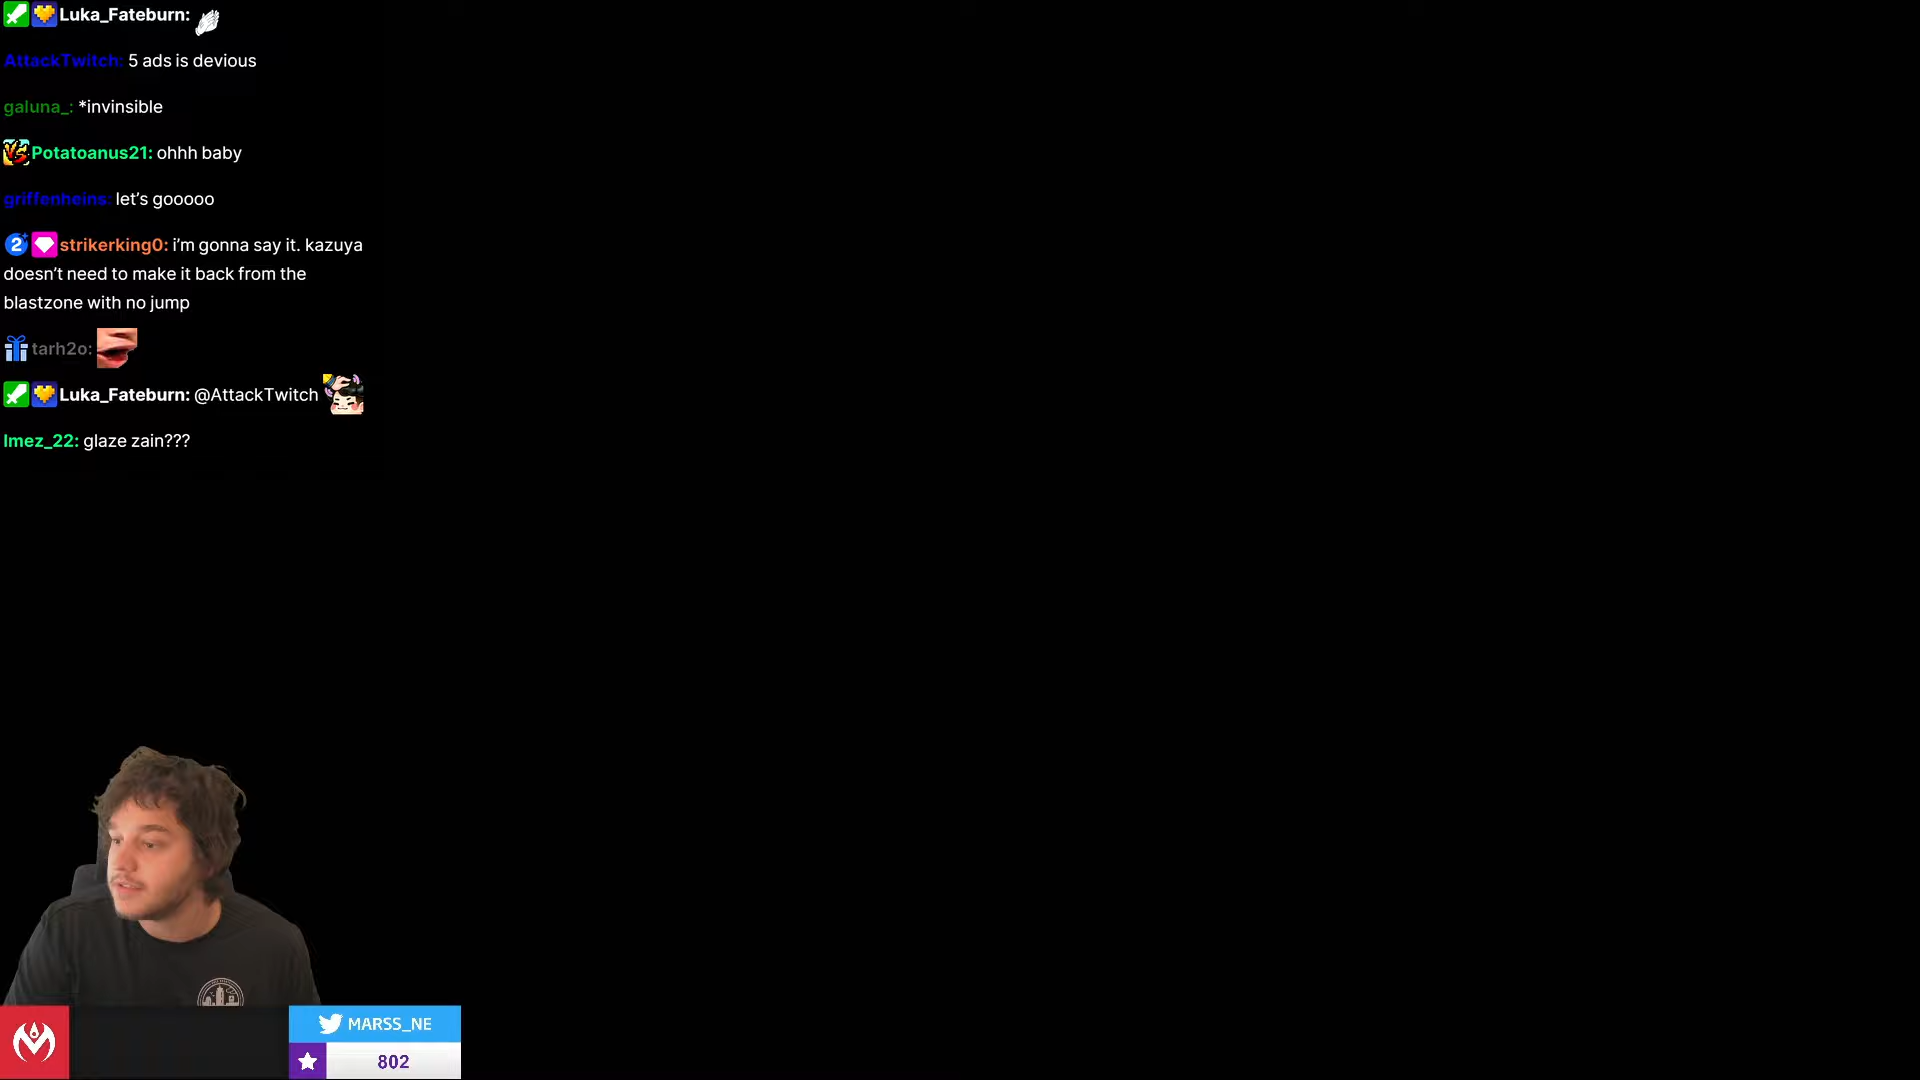 Luka_Fateburn:
AttackTwitch: 5 ads is devious
galuna_: *invinsible
Potatoanus21: ohhh baby
griffenheins: let's gooooo
2 strikerking0: i'm gonna say it. kazuya
doesn't need to make it back from the
blastzone with no jump
tarh2o:
Luka_Fateburn: @AttackTwitch
lmez_22: glaze zain???
MARSS_NE
802